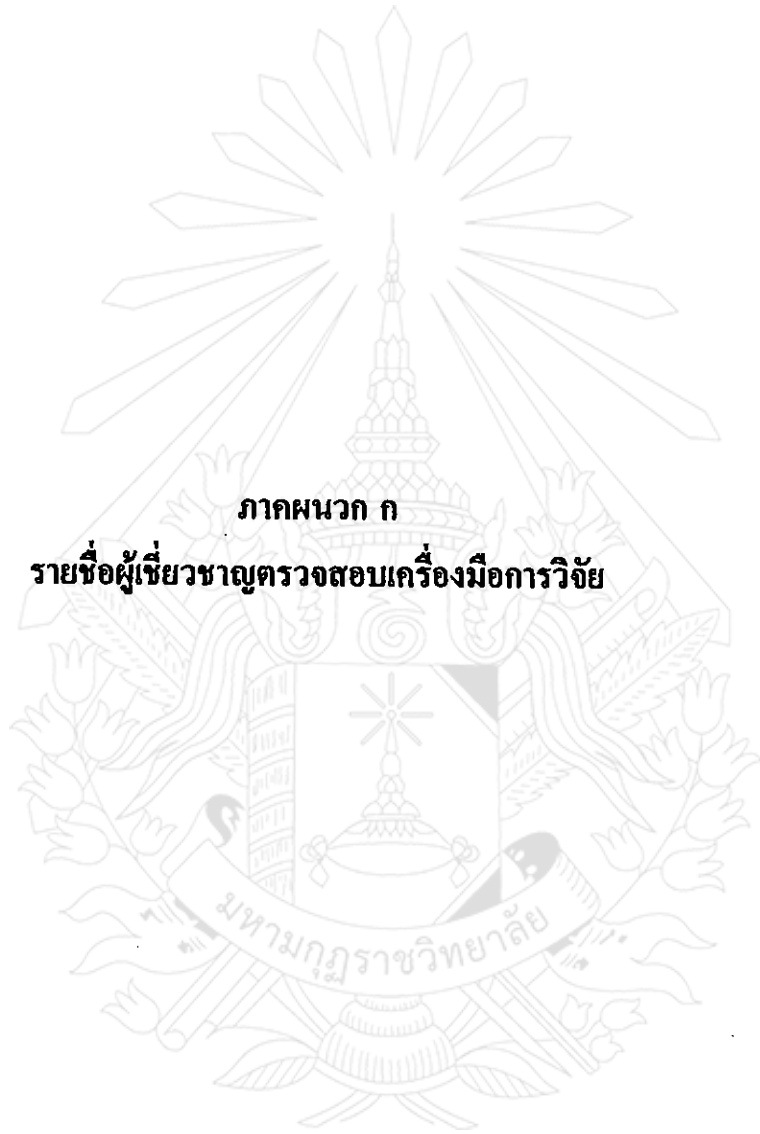 ภาคผนวก ก
รายชื่อผู้เชี่ยวชาญตรวจสอบเครื่องมือการวิจัย
มหามกุฏราชวิทยาลัย